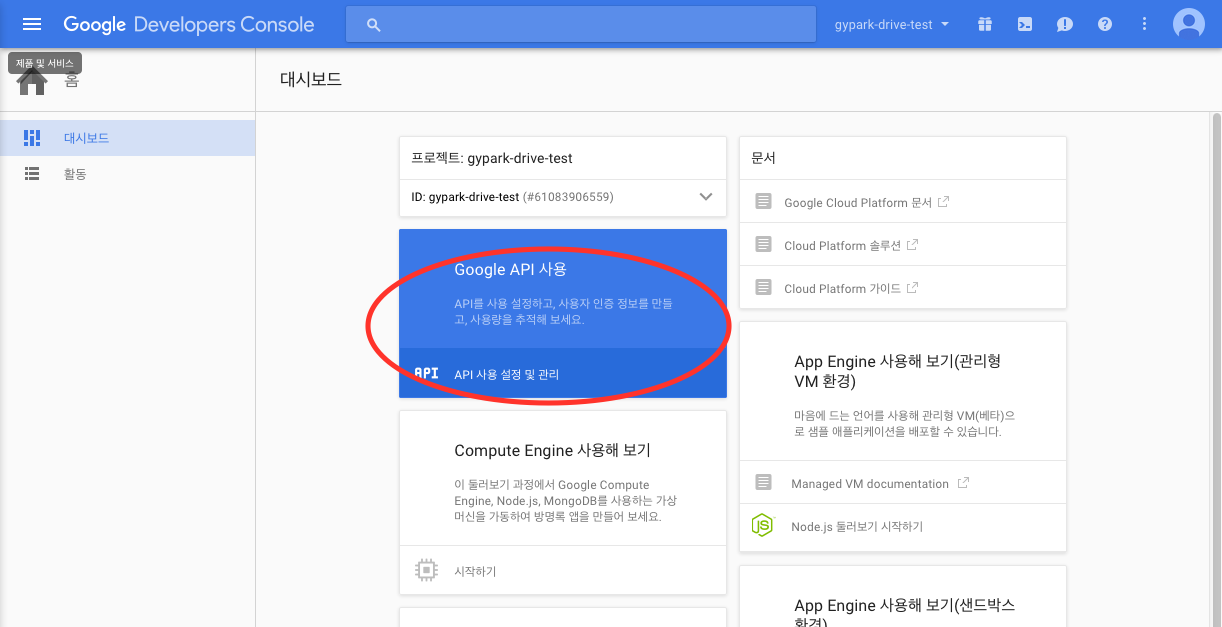 Google Developers Console
gypark-drive-test
제품 및 서비스
홈
대시보드
대시보드
활동
프로젝트: gypark-drive-test
ID: gypark-drive-test (#61083906559)
Google API 사용
API를 사용 설정하고, 사용자 인증 정보를 만들
고, 사용량을 추적해 보세요.
API
API 사용 설정 및 관리
Compute Engine 사용해 보기
이 둘러보기 과정에서 Google Compute
Engine, Node.js, MongoDB를 사용하는 가상
머신을 가동하여 방명록 앱을 만들어 보세요.
시작하기
문서
Google Cloud Platform 문서
Cloud Platform 솔루션
Cloud Platform 가이드
App Engine 사용해 보기(관리형
VM 환경)
마음에 드는 언어를 사용해 관리형 VM(베타)으
로 샘플 애플리케이션을 배포할 수 있습니다.
Managed VM documentation
JS
Node.js 둘러보기 시작하기
App Engine 사용해 보기(샌드박스
환경)